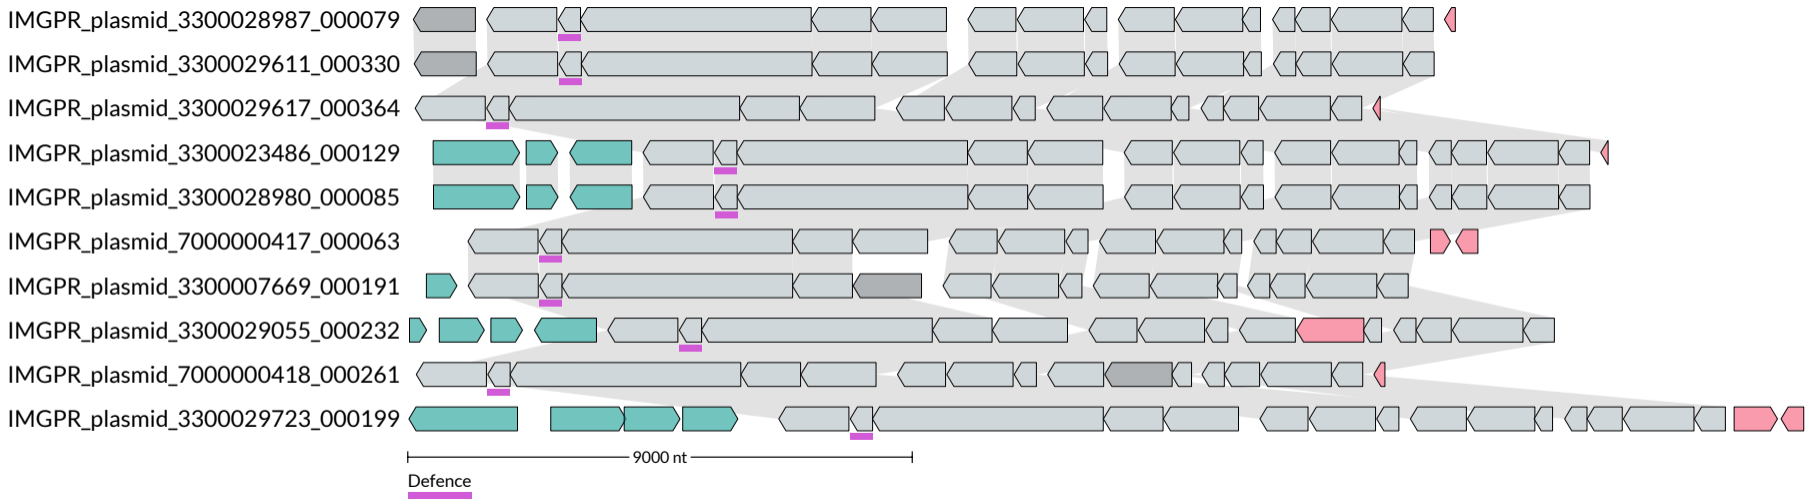 IMGPR_plasmid_3300028987_000079
IMGPR_plasmid_3300029611_000330
IMGPR_plasmid_3300029617_000364
IMGPR_plasmid_3300023486_000129
IMGPR_plasmid_3300028980_000085
IMGPR_plasmid_7000000417_000063
IMGPR_plasmid_3300007669_000191
IMGPR_plasmid_3300029055_000232
IMGPR_plasmid_7000000418_000261
IMGPR_plasmid_3300029723_000199
9000 nt
Defence